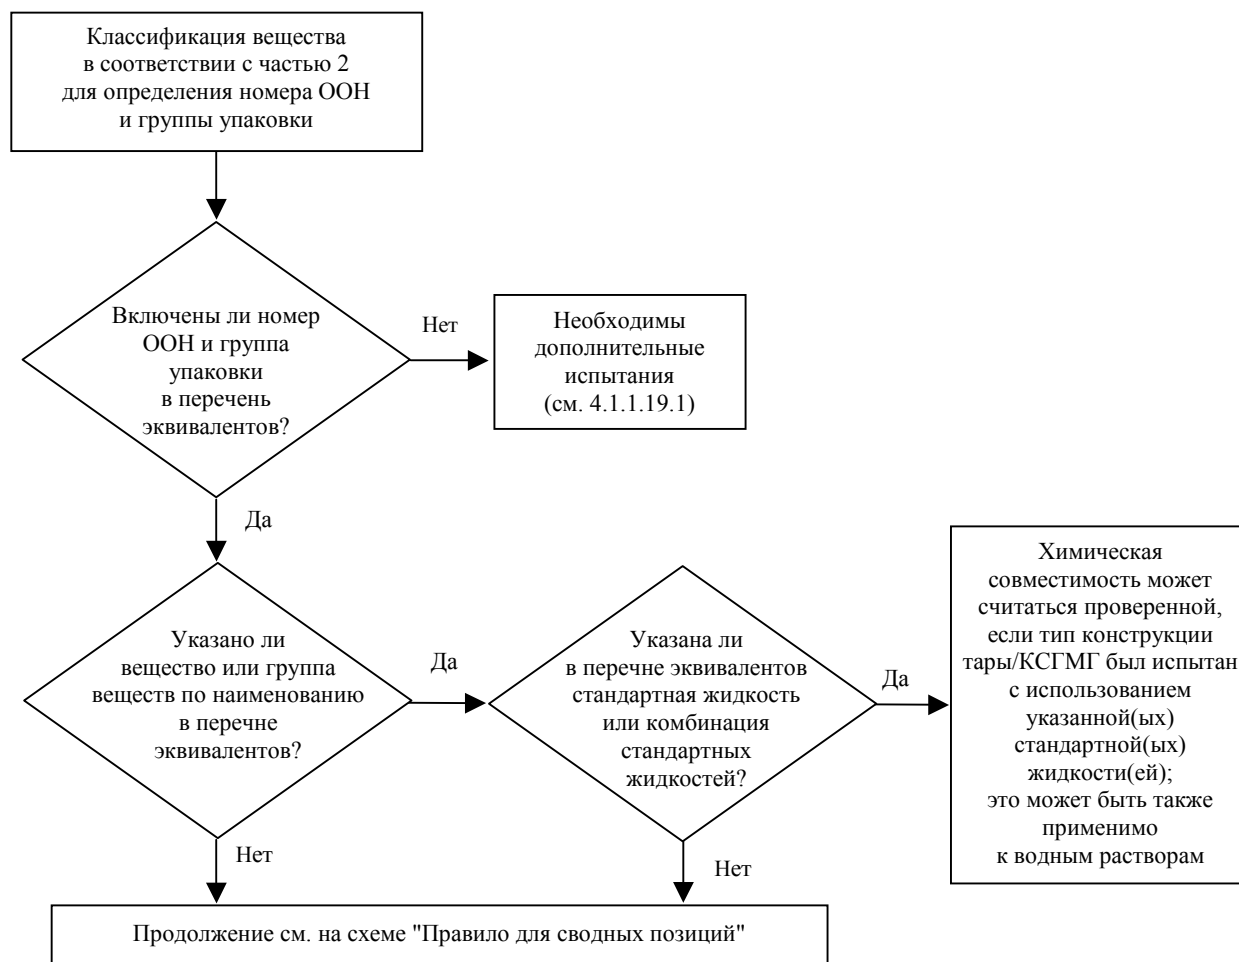 Классификация вещества
в соответствии с частью 2
для определения номера ООН
и группы упаковки
Включены ли номер
ООН и группа
упаковки
в перечень
эквивалентов?
Нет
Необходимы
дополнительные
испытания
(см. 4.1.1.19.1)
Да
Указано ли
вещество или группа
веществ по наименованию
в перечне
эквивалентов?
Да
Указана ли
в перечне эквивалентов
стандартная жидкость
или комбинация
стандартных
жидкостей?
Да
Химическая
совместимость может
считаться проверенной,
если тип конструкции
тары/КСГМГ был испытан
с использованием
указанной(ых)
стандартной(ых)
жидкости(ей);
это может быть также
применимо
к водным растворам
Нет
Нет
Продолжение см. на схеме "Правило для сводных позиций"